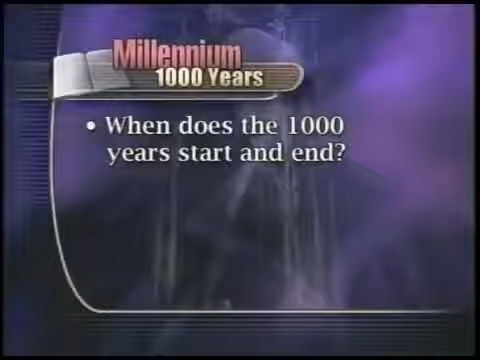 Millennium
1000 Years
• When does the 1000
years start and end?